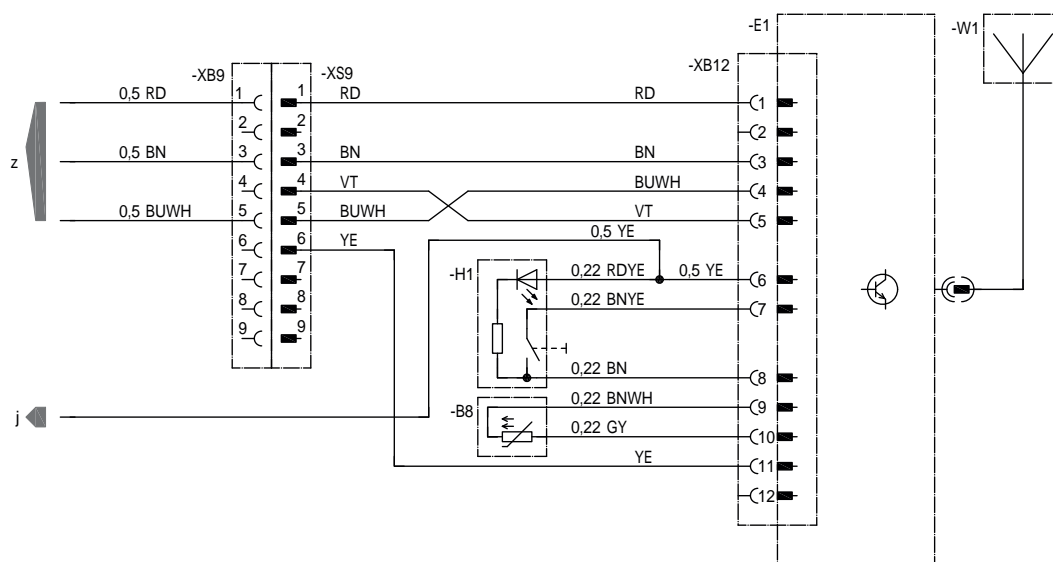 -E1 -W1
-XB9 -XS9 -XB12
0,5 RD 1 1 RD RD 1
2 2 2
z 0,5 BN 3 3 BN BN 3
4 4 VT BUWH 4
0,5 BUWH 5 5 BUWH VT 5
6 6 YE 0,5 YE
7 7 -H1 0,22 RDYE 0,5 YE 6
8 8 0,22 BNYE 7
9 9
0,22 BN 8
j -B8 0,22 BNWH 9
0,22 GY 10
YE 11
12